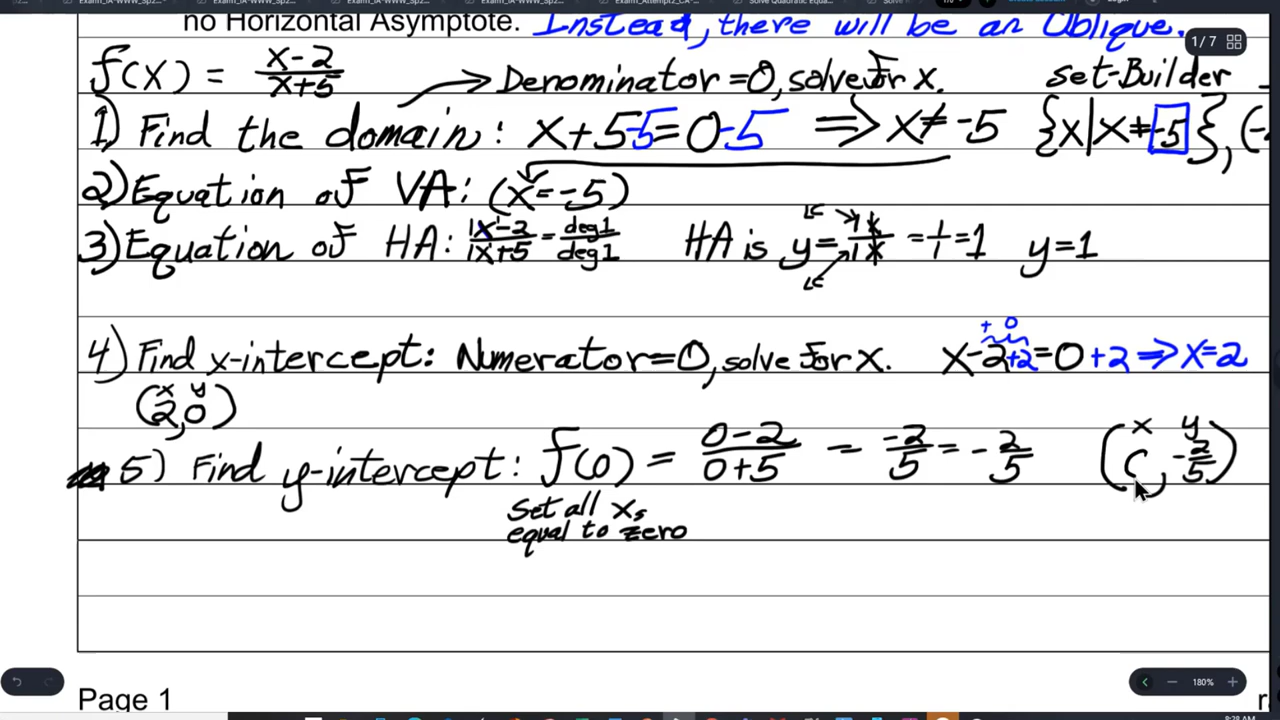 no Horizontal Asymptote. Instead, there will be an Oblique.
1/7
f(x) = x-2 / x+5 → Denominator=0, solve for x. set-Builder
1) Find the domain: x+5-5=0-5 ⇒ x≠-5 {x|x≠-5}, (-
2) Equation of VA: (x=-5)
3) Equation of HA: 1x¹-2 / 1x+5 = deg1 / deg1 HA is y= 1x / 1x = 1/1 = 1 y=1
4) Find x-intercept: Numerator=0, solve for x. x-2+2=0+2 ⇒ x=2
+ 0
x y
(2,0)
5) Find y-intercept: f(0) = 0-2 / 0+5 = -2/5 = -2/5 ( , -2/5)
x y
Set all xs
equal to zero
180%
Page 1